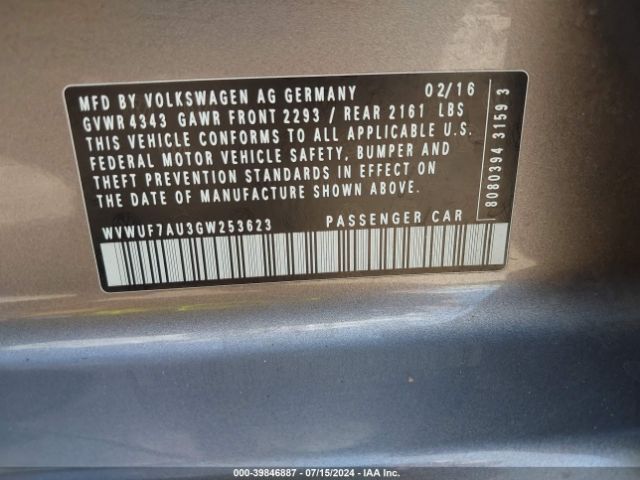 MFD BY VOLKSWAGEN AG GERMANY 02/16
GVWR 4343 GAWR FRONT 2293 / REAR 2161 LBS
THIS VEHICLE CONFORMS TO ALL APPLICABLE U.S.
FEDERAL MOTOR VEHICLE SAFETY, BUMPER AND
THEFT PREVENTION STANDARDS IN EFFECT ON
THE DATE OF MANUFACTURE SHOWN ABOVE.
WVWUF7AU3GW253623 PASSENGER CAR
8080394 3159 3
000-39846887 - 07/15/2024 - IAA Inc.